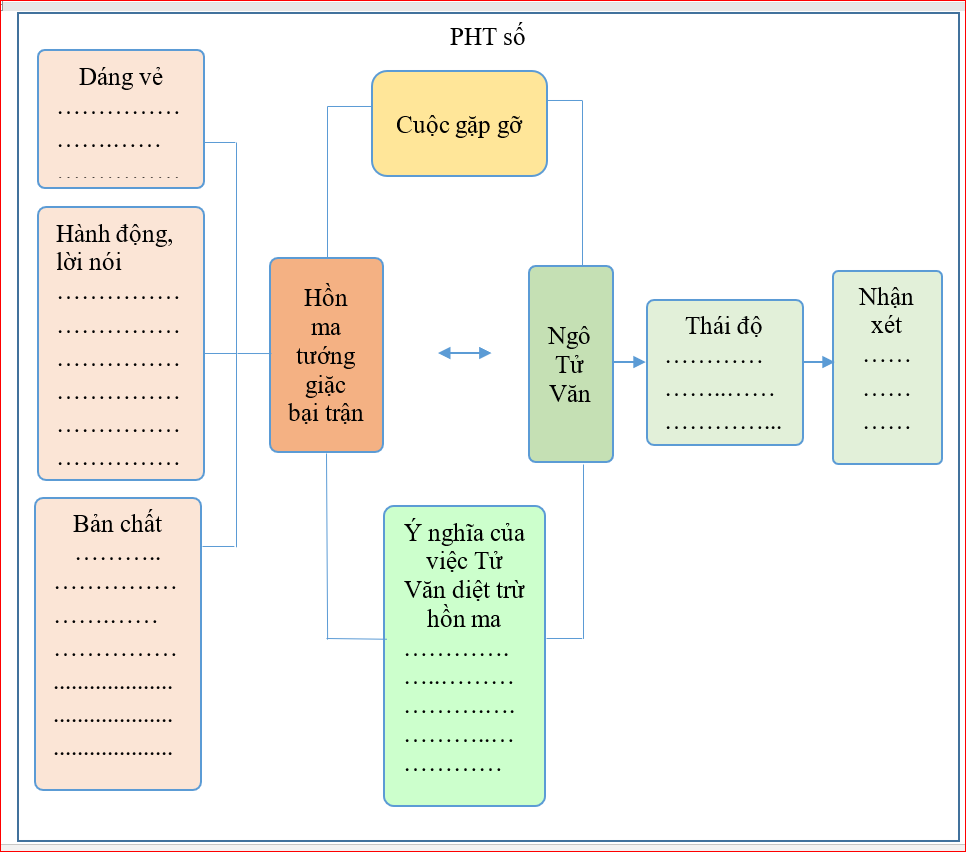 PHT số
Dáng vẻ
……………
…….……
……………
Cuộc gặp gỡ
Hành động,
lời nói
……………
……………
……………
……………
……………
……………
Hồn
ma
tướng
giặc
bại trận
Ngô
Tử
Văn
Thái độ
…………
……..……
…………...
Nhận
xét
……
……
……
Bản chất
………..
……………
…….……
……………
....................
....................
....................
Ý nghĩa của
việc Tử
Văn diệt trừ
hồn ma
………….
…..………
……….….
………..…
…………